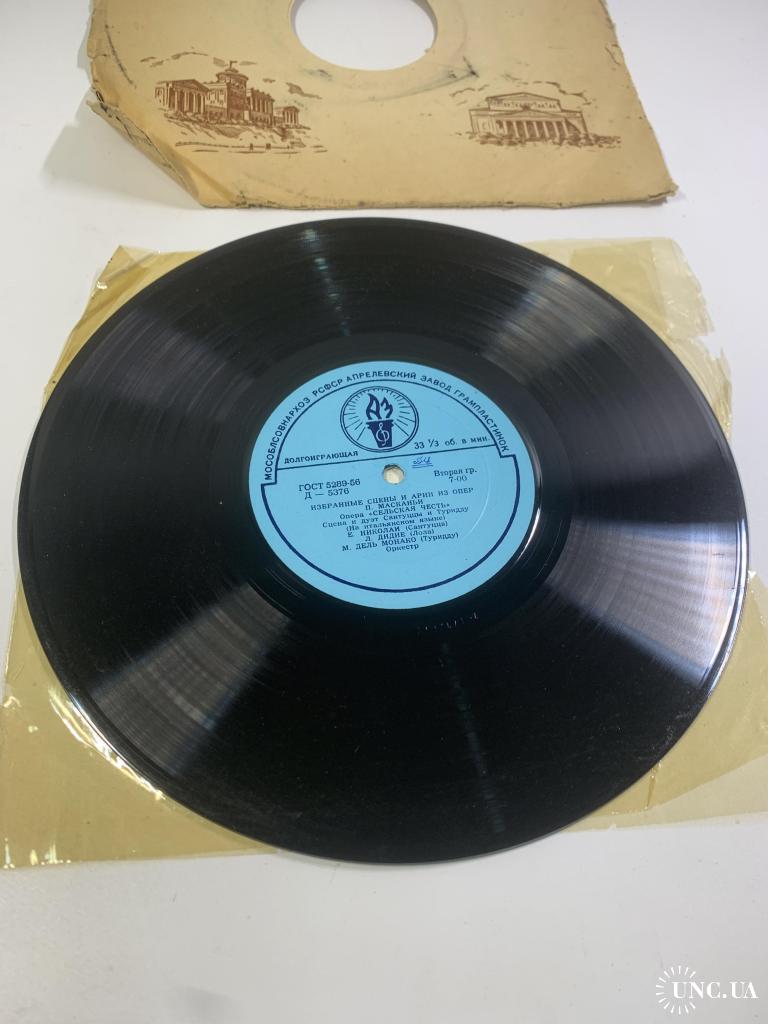 МОСОБЛСОВНАРХОЗ РСФСР АПРЕЛЕВСКИЙ ЗАВОД ГРАМПЛАСТИНОК
АЗ
ДОЛГОИГРАЮЩАЯ
33 1/3 об. в мин.
ГОСТ 5289-56
Вторая гр.
Д — 5376
7-00
ИЗБРАННЫЕ СЦЕНЫ И АРИИ ИЗ ОПЕР
П. МАСКАНЬИ
Опера «СЕЛЬСКАЯ ЧЕСТЬ»
Сцена и дуэт Сантуццы и Туридду
(На итальянском языке)
Е. НИКОЛАИ (Сантуцца)
Л. ДИДИЕ (Лола)
М. ДЕЛЬ МОНАКО (Туридду)
Оркестр
UNC.UA